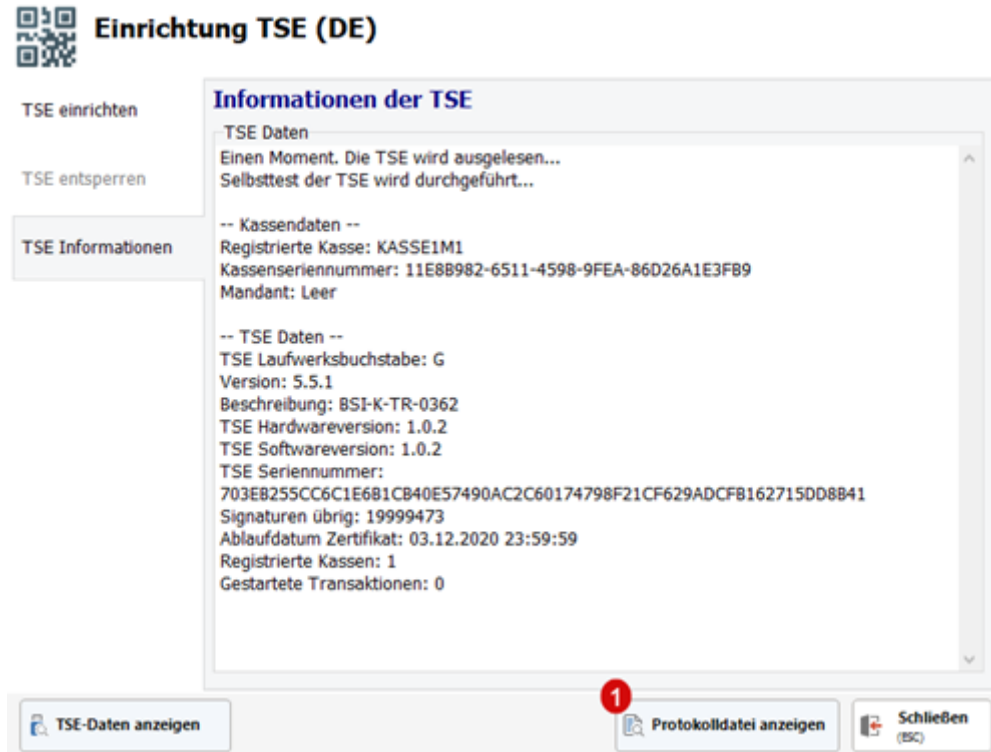 Einrichtung TSE (DE)
TSE einrichten
TSE entsperren
TSE Informationen
Informationen der TSE
TSE Daten
Einen Moment. Die TSE wird ausgelesen...
Selbsttest der TSE wird durchgeführt...
-- Kassendaten --
Registrierte Kasse: KASSE1M1
Kassenseriennummer: 11E8B982-6511-4598-9FEA-86D26A1E3FB9
Mandant: Leer
-- TSE Daten --
TSE Laufwerksbuchstabe: G
Version: 5.5.1
Beschreibung: BSI-K-TR-0362
TSE Hardwareversion: 1.0.2
TSE Softwareversion: 1.0.2
TSE Seriennummer:
703EB255CC6C1E6B1CB40E57490AC2C60174798F21CF629ADCFB162715DD8B41
Signaturen übrig: 19999473
Ablaufdatum Zertifikat: 03.12.2020 23:59:59
Registrierte Kassen: 1
Gestartete Transaktionen: 0
1
TSE-Daten anzeigen
Protokolldatei anzeigen
Schließen
(ESC)